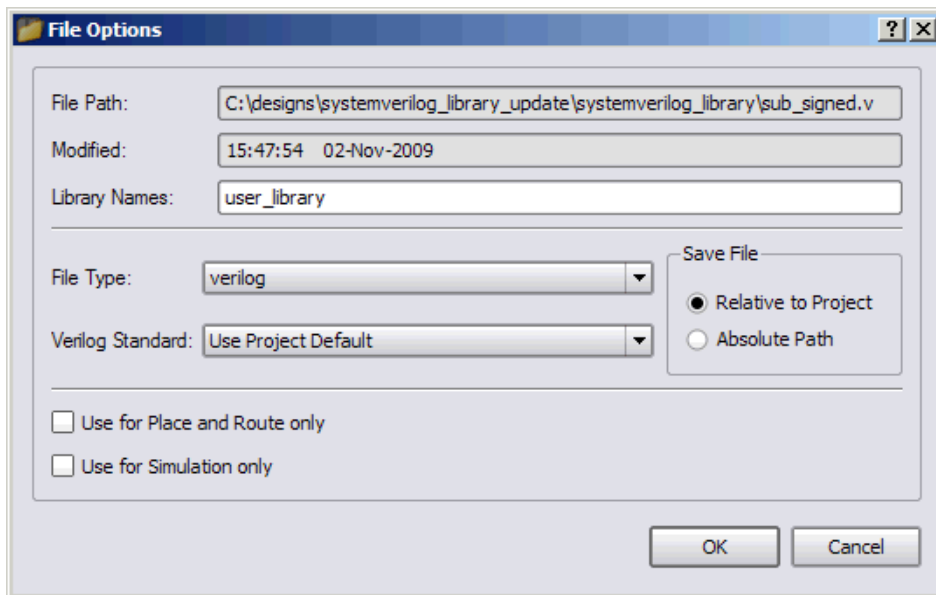 File Options
File Path: C:\designs\systemverilog_library_update\systemverilog_library\sub_signed.v
Modified: 15:47:54 02-Nov-2009
Library Names: user_library
File Type: verilog
Verilog Standard: Use Project Default
Save File
Relative to Project
Absolute Path
Use for Place and Route only
Use for Simulation only
OK Cancel